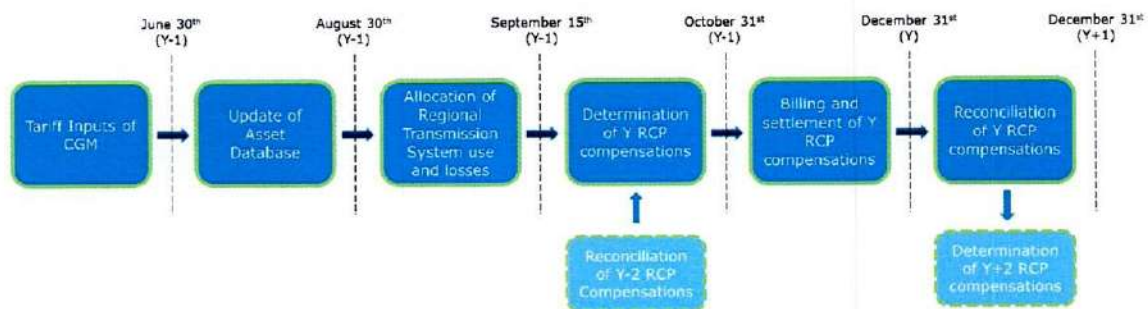 June 30th
(Y-1)
August 30th
(Y-1)
September 15th
(Y-1)
October 31st
(Y-1)
December 31st
(Y)
December 31st
(Y+1)
Tariff Inputs of
CGM
Update of
Asset
Database
Allocation of
Regional
Transmission
System use
and losses
Determination
of Y RCP
compensations
Billing and
settlement of Y
RCP
compensations
Reconciliation
of Y RCP
compensations
Reconciliation
of Y-2 RCP
Compensations
Determination
of Y+2 RCP
compensations